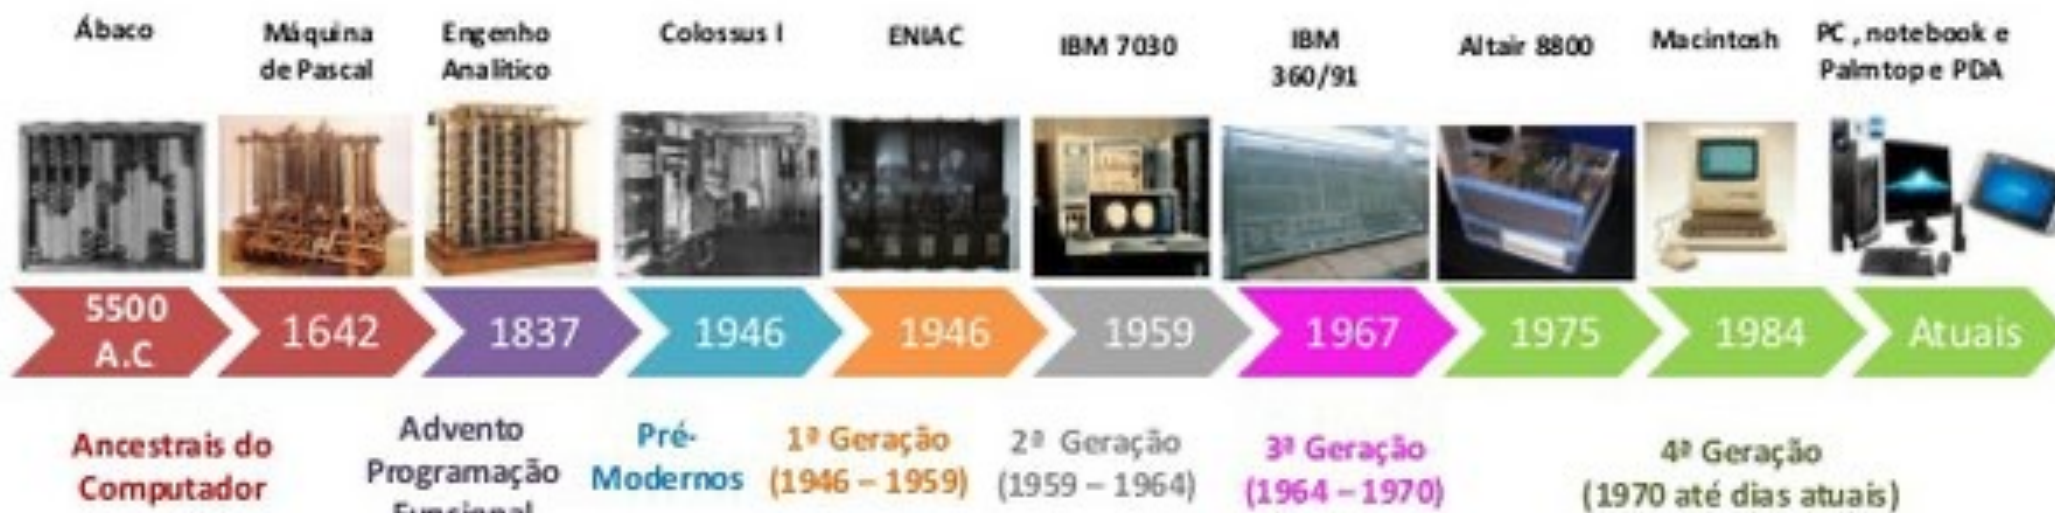 Ábaco
Máquina
de Pascal
Engenho
Analítico
Colossus I
ENIAC
IBM 7030
IBM
360/91
Altair 8800
Macintosh
PC , notebook e
Palmtop e PDA
5500
A.C
1642
1837
1946
1946
1959
1967
1975
1984
Atuais
Ancestrais do
Computador
Advento
Programação
Funcional
Pré-
Modernos
1ª Geração
(1946 – 1959)
2ª Geração
(1959 – 1964)
3ª Geração
(1964 – 1970)
4ª Geração
(1970 até dias atuais)